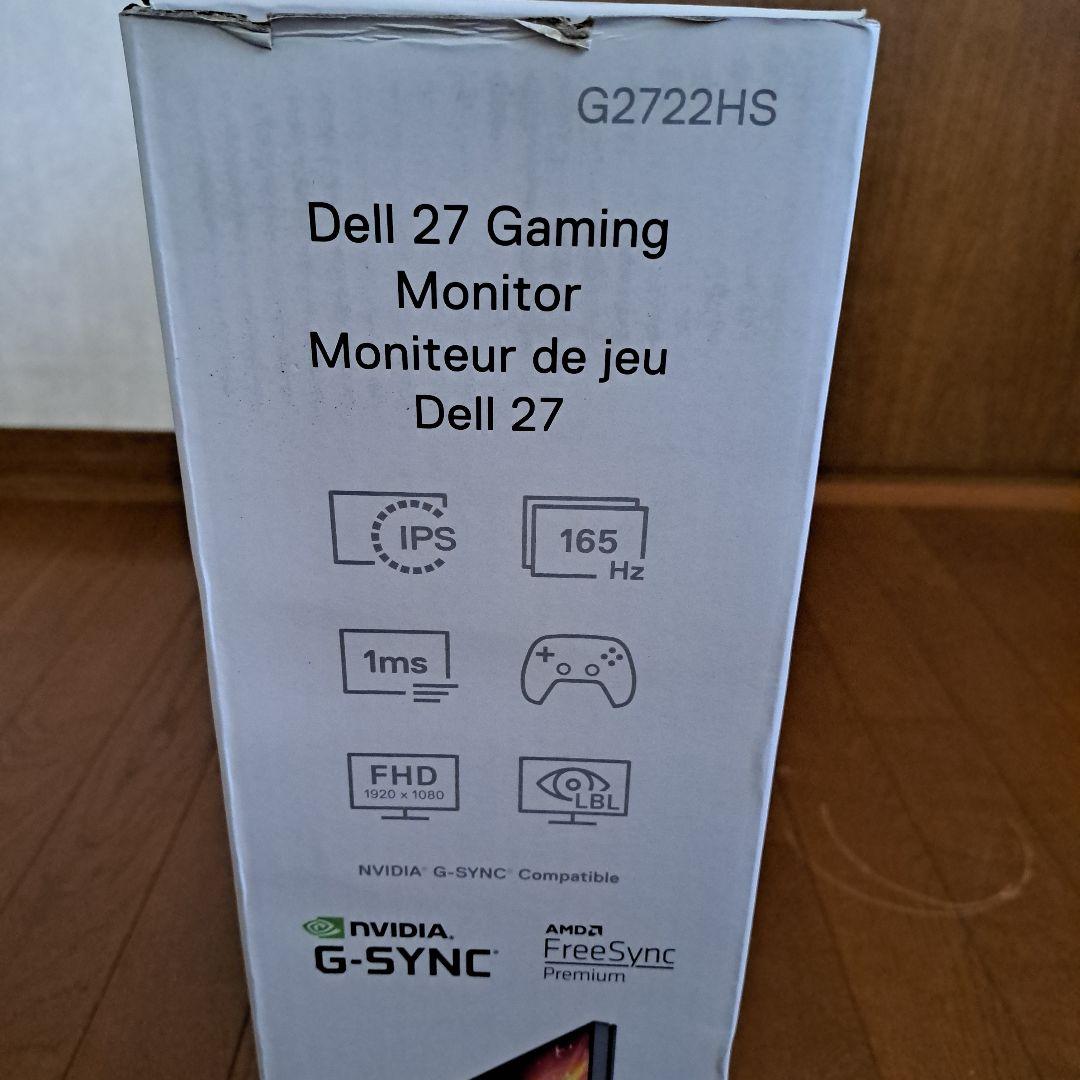 G2722HS
Dell 27 Gaming
Monitor
Moniteur de jeu
Dell 27
IPS
165
Hz
1ms
FHD
1920 x 1080
LBL
NVIDIA® G-SYNC® Compatible
NVIDIA.
G-SYNC®
AMD
FreeSync
Premium